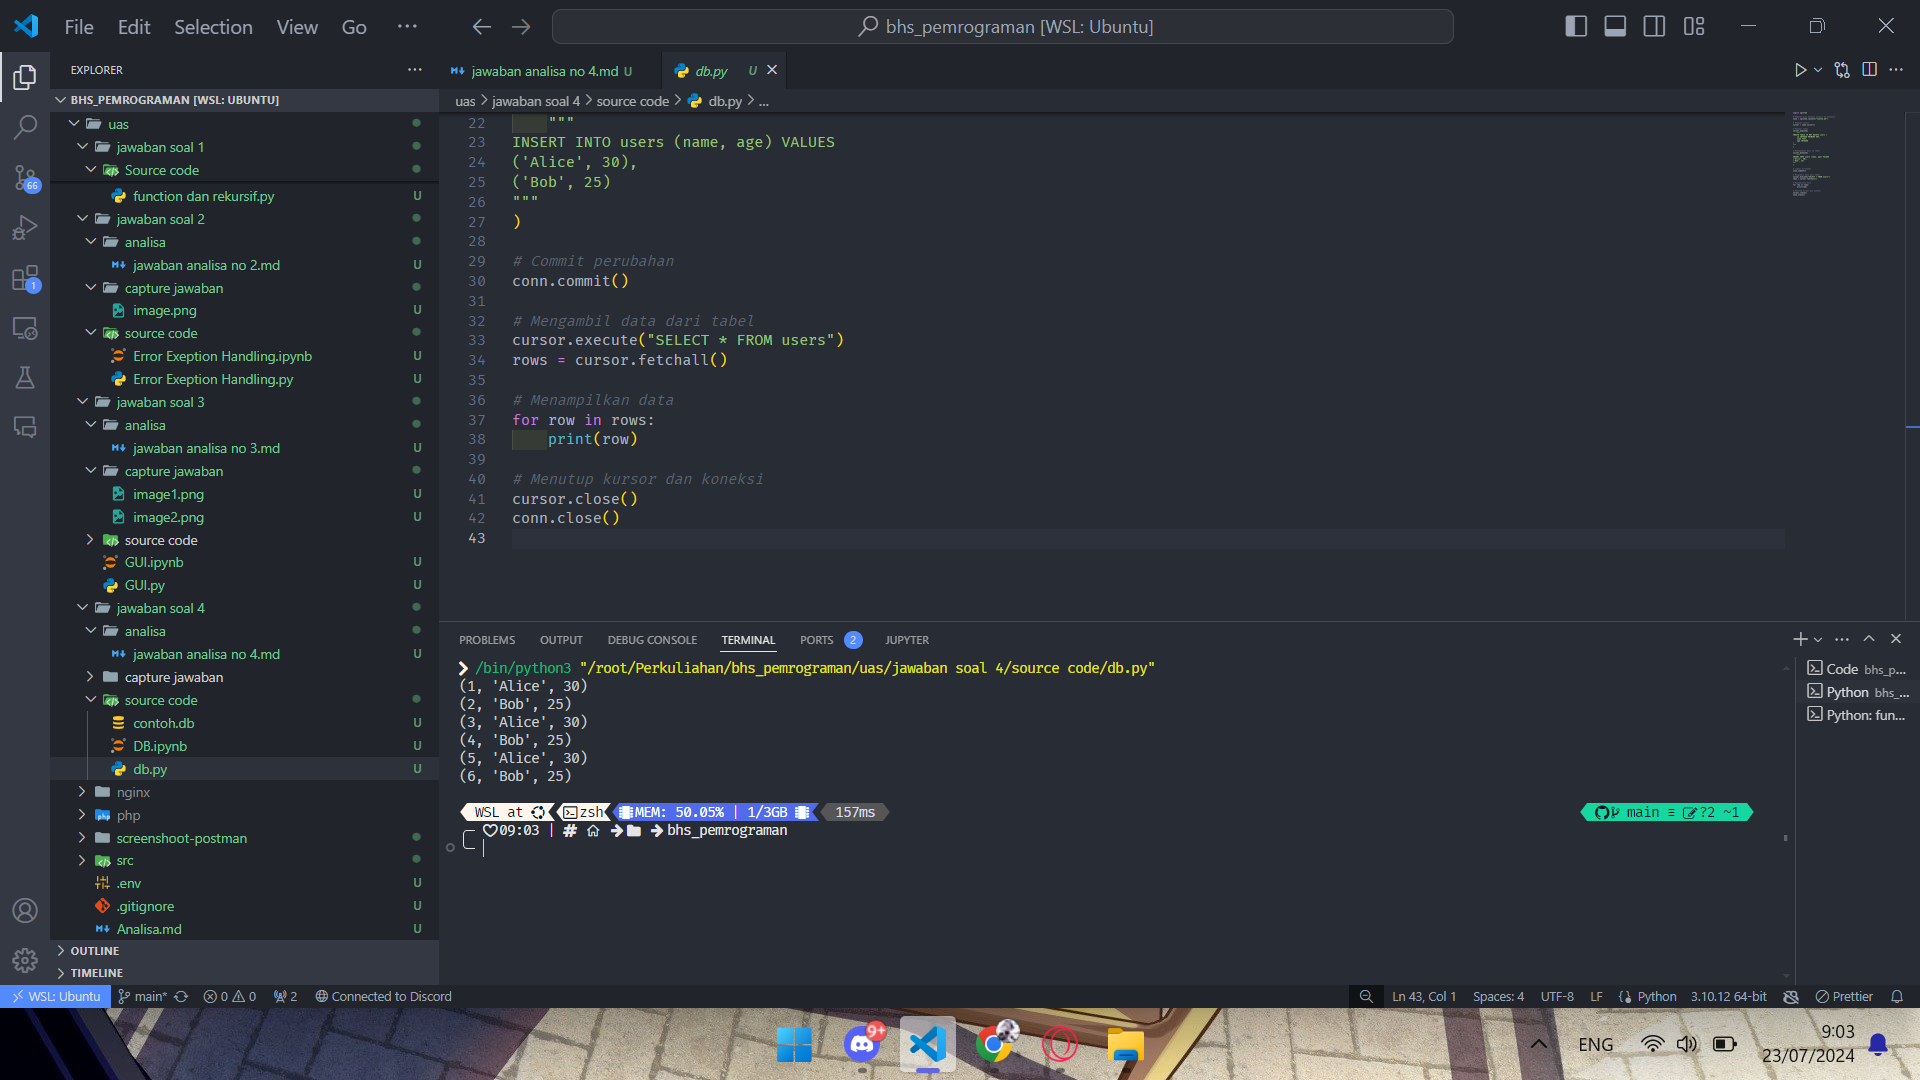 File Edit Selection View Go ···
bhs_pemrograman [WSL: Ubuntu]
EXPLORER
BHS_PEMROGRAMAN [WSL: UBUNTU]
uas
jawaban soal 1
Source code
function dan rekursif.py U
jawaban soal 2
analisa
jawaban analisa no 2.md U
capture jawaban
image.png U
source code
Error Exeption Handling.ipynb U
Error Exeption Handling.py U
jawaban soal 3
analisa
jawaban analisa no 3.md U
capture jawaban
image1.png U
image2.png U
source code
GUI.ipynb U
GUI.py U
jawaban soal 4
analisa
jawaban analisa no 4.md U
capture jawaban
source code
contoh.db U
DB.ipynb U
db.py U
nginx
php
screenshoot-postman
src
.env U
.gitignore U
Analisa.md U
OUTLINE
TIMELINE
66
1
jawaban analisa no 4.md U
db.py U
uas > jawaban soal 4 > source code > db.py > ...
22 """
23 INSERT INTO users (name, age) VALUES
24 ('Alice', 30),
25 ('Bob', 25)
26 """
27 )
28
29 # Commit perubahan
30 conn.commit()
31
32 # Mengambil data dari tabel
33 cursor.execute("SELECT * FROM users")
34 rows = cursor.fetchall()
35
36 # Menampilkan data
37 for row in rows:
38 print(row)
39
40 # Menutup kursor dan koneksi
41 cursor.close()
42 conn.close()
43
PROBLEMS OUTPUT DEBUG CONSOLE TERMINAL PORTS 2 JUPYTER
/bin/python3 "/root/Perkuliahan/bhs_pemrograman/uas/jawaban soal 4/source code/db.py"
(1, 'Alice', 30)
(2, 'Bob', 25)
(3, 'Alice', 30)
(4, 'Bob', 25)
(5, 'Alice', 30)
(6, 'Bob', 25)
WSL at zsh MEM: 50.05% | 1/3GB 157ms
main ≡ ?2 ~1
09:03 | # bhs_pemrograman
Code bhs_p...
Python bhs_...
Python: fun...
WSL: Ubuntu main* 0 0 2 Connected to Discord
Ln 43, Col 1 Spaces: 4 UTF-8 LF Python 3.10.12 64-bit Prettier
9+
ENG
9:03
23/07/2024